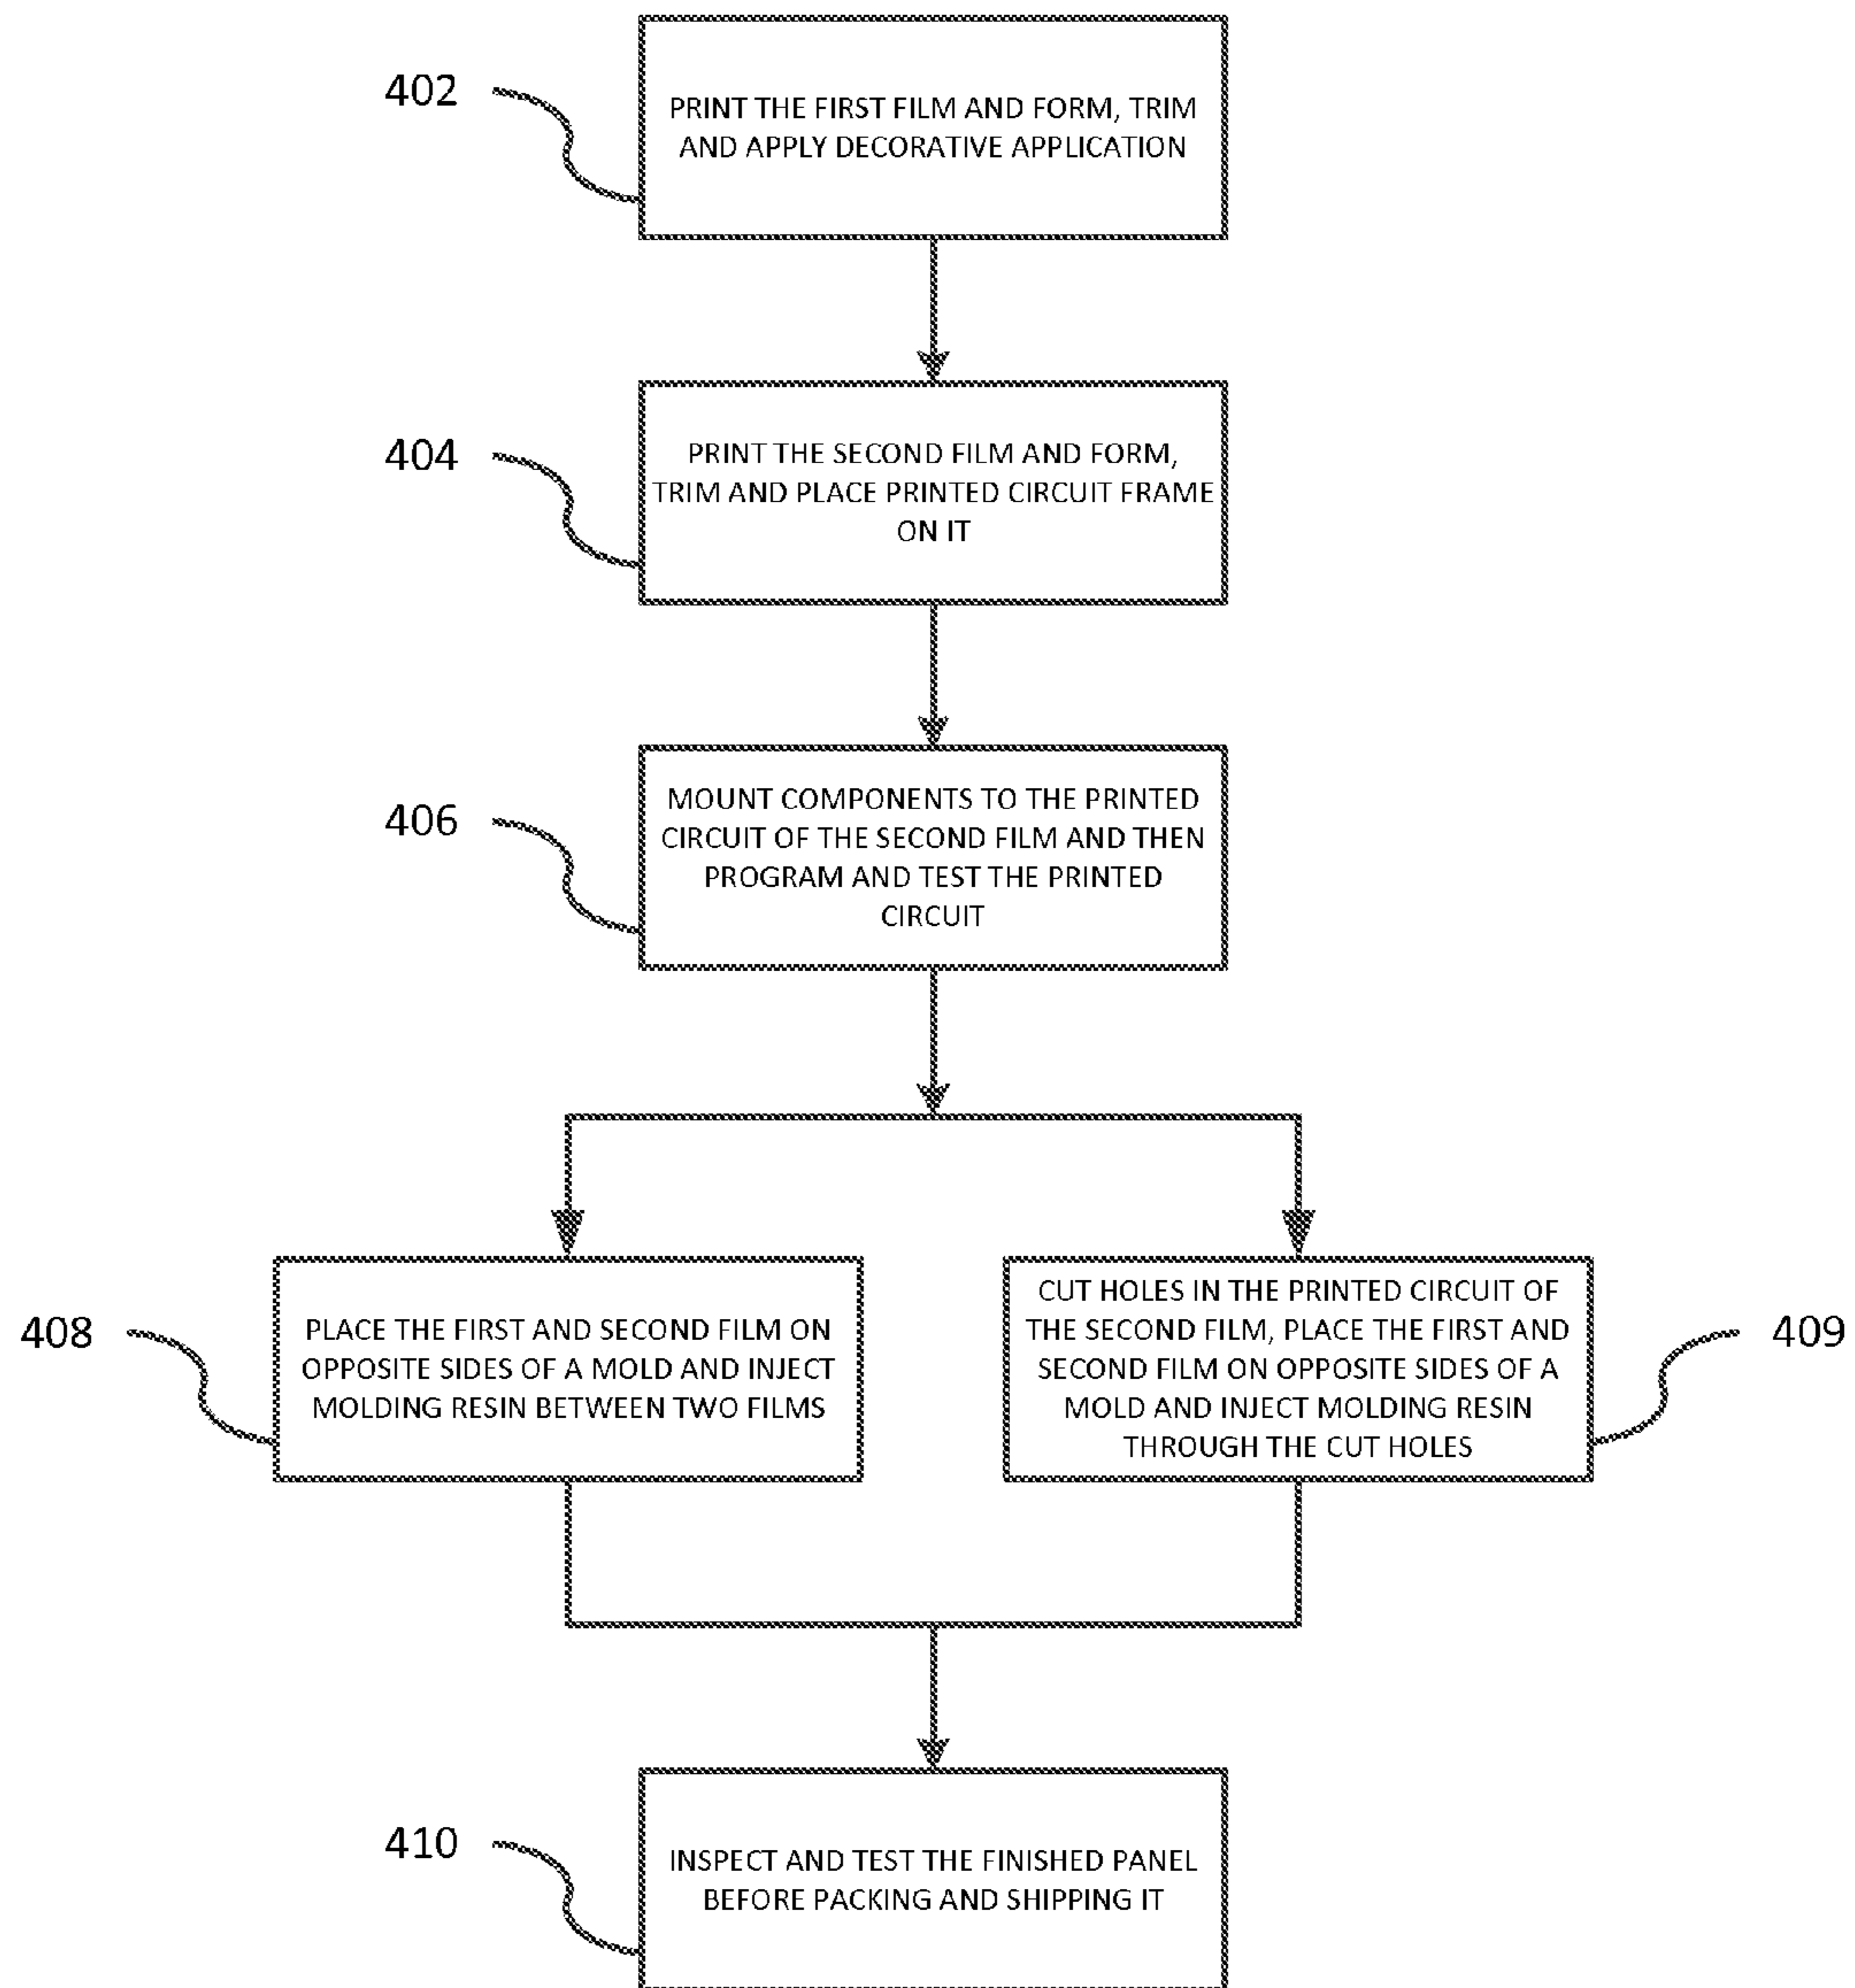 402
PRINT THE FIRST FILM AND FORM, TRIM
AND APPLY DECORATIVE APPLICATION
404
PRINT THE SECOND FILM AND FORM,
TRIM AND PLACE PRINTED CIRCUIT FRAME
ON IT
406
MOUNT COMPONENTS TO THE PRINTED
CIRCUIT OF THE SECOND FILM AND THEN
PROGRAM AND TEST THE PRINTED
CIRCUIT
408
PLACE THE FIRST AND SECOND FILM ON
OPPOSITE SIDES OF A MOLD AND INJECT
MOLDING RESIN BETWEEN TWO FILMS
CUT HOLES IN THE PRINTED CIRCUIT OF
THE SECOND FILM, PLACE THE FIRST AND
SECOND FILM ON OPPOSITE SIDES OF A
MOLD AND INJECT MOLDING RESIN
THROUGH THE CUT HOLES
409
410
INSPECT AND TEST THE FINISHED PANEL
BEFORE PACKING AND SHIPPING IT